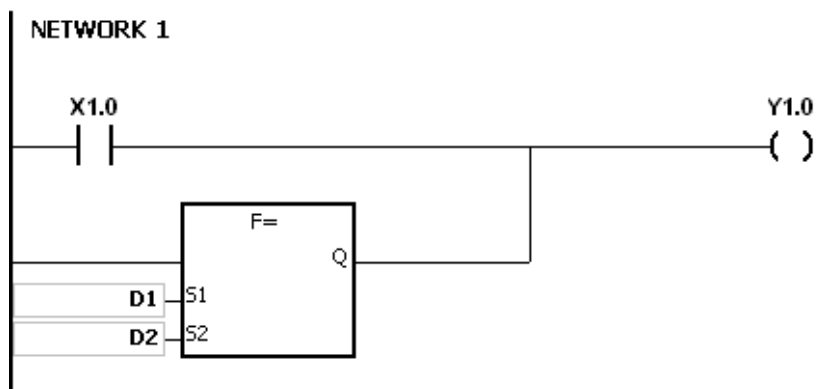 NETWORK 1
X1.0
Y1.0
F=
Q
D1 S1
D2 S2